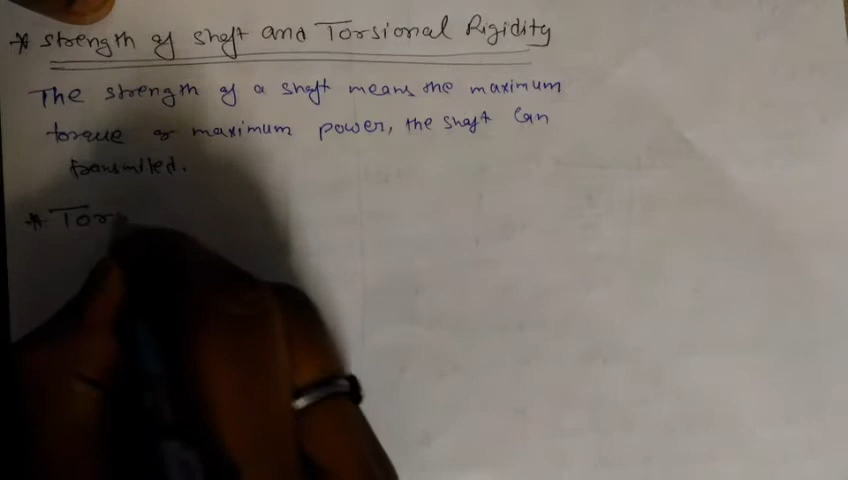 * Strength of shaft and Torsional Rigidity
The strength of a shaft means the maximum
torque or maximum power, the shaft can
transmitted.
* Tor